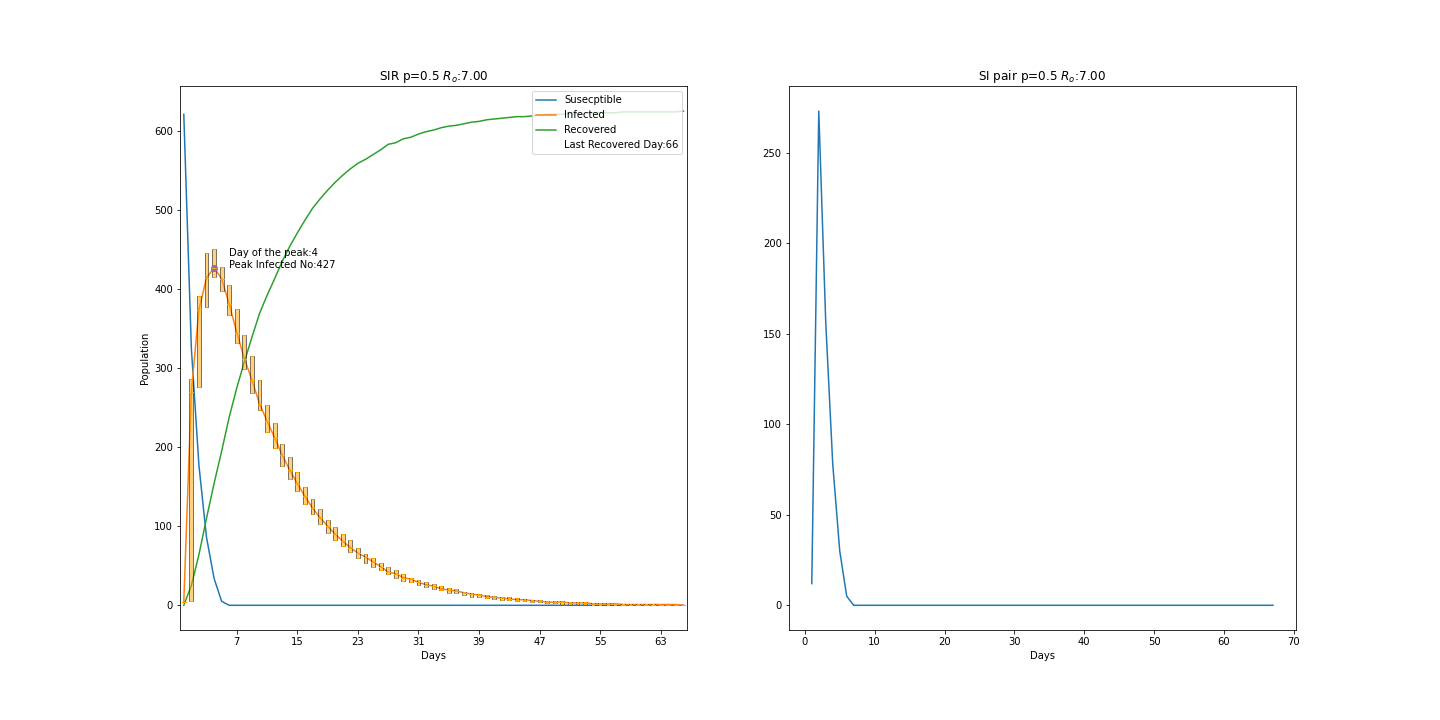 SIR p=0.5 Rₒ:7.00
Susecptible
Infected
Recovered
Last Recovered Day:66
Day of the peak:4
Peak Infected No:427
Population
600
500
400
300
200
100
0
7 15 23 31 39 47 55 63
Days
SI pair p=0.5 Rₒ:7.00
250
200
150
100
50
0
0 10 20 30 40 50 60 70
Days